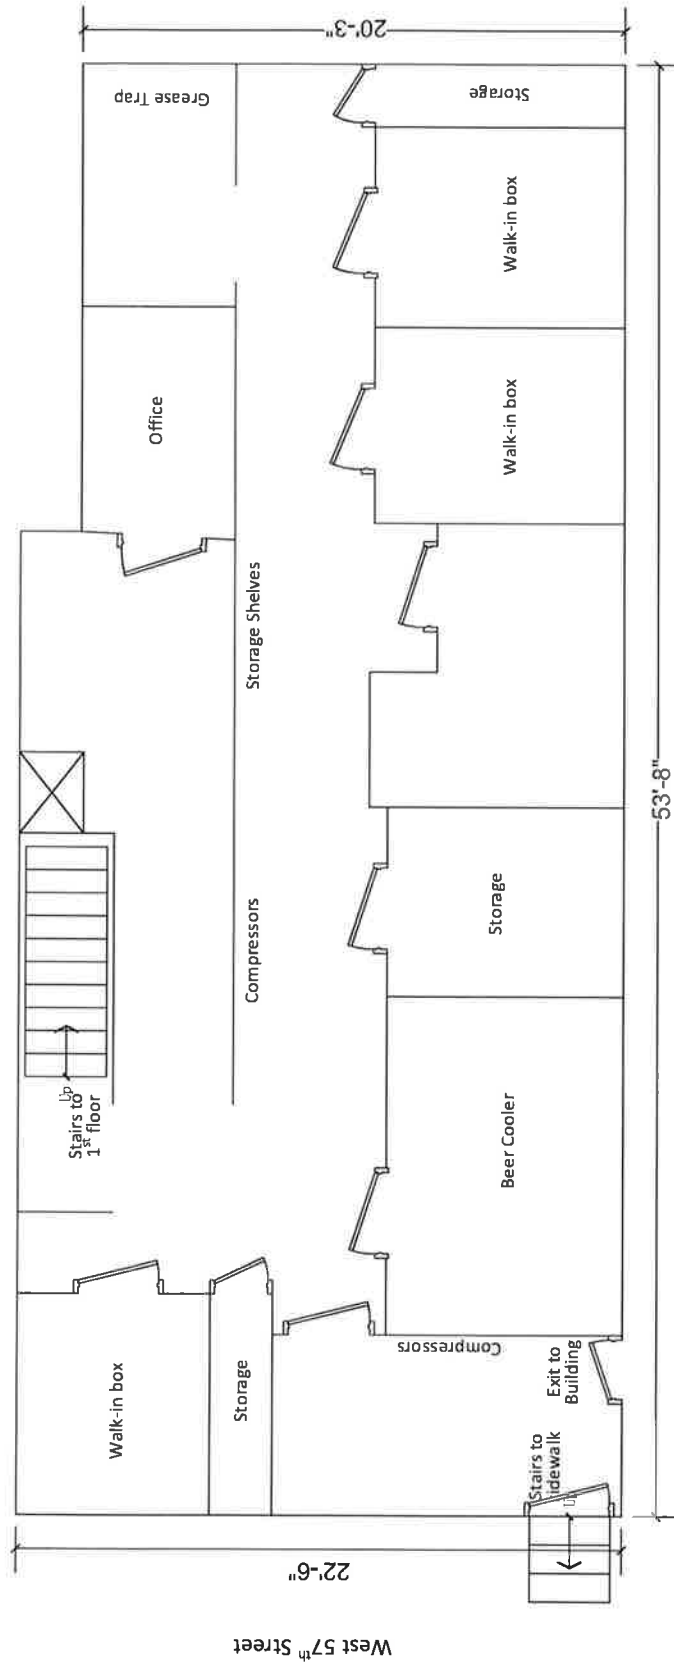 20'-3"
Grease Trap
Storage
Walk-in box
Office
Walk-in box
Storage Shelves
53'-8"
Compressors
Storage
Up
Stairs to
1st floor
Beer Cooler
Walk-in box
Storage
Compressors
Exit to
Building
Stairs to
idewalk
22'-6"
West 57th Street